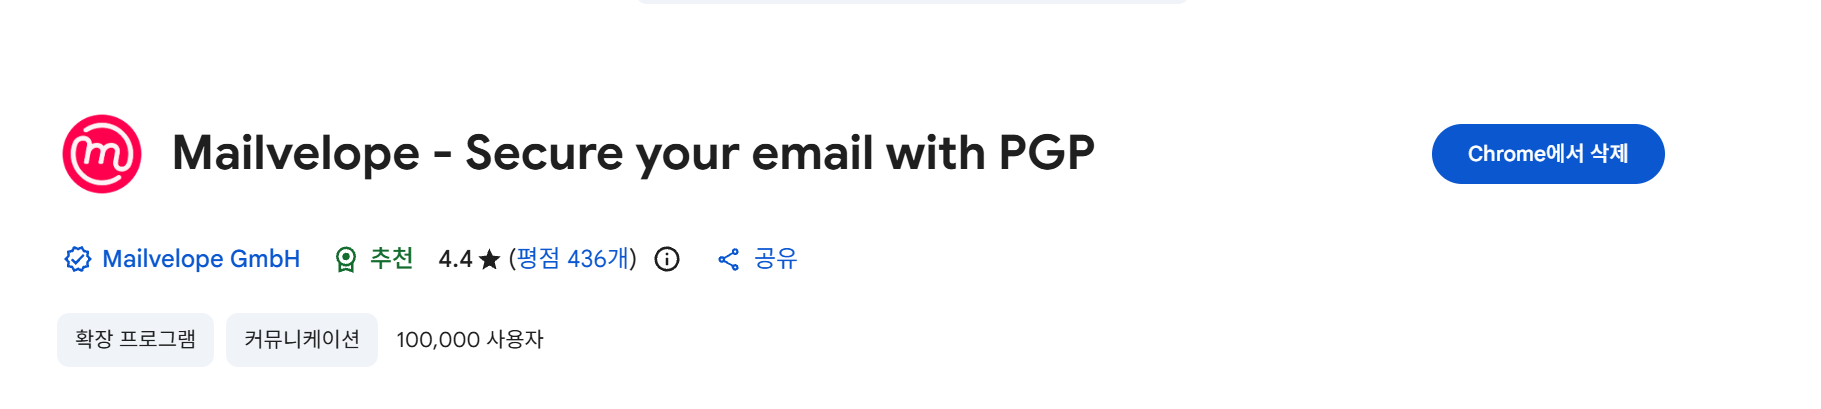 Mailvelope - Secure your email with PGP
Chrome에서 삭제
Mailvelope GmbH 추천 4.4★ (평점 436개) 공유
확장 프로그램 커뮤니케이션 100,000 사용자